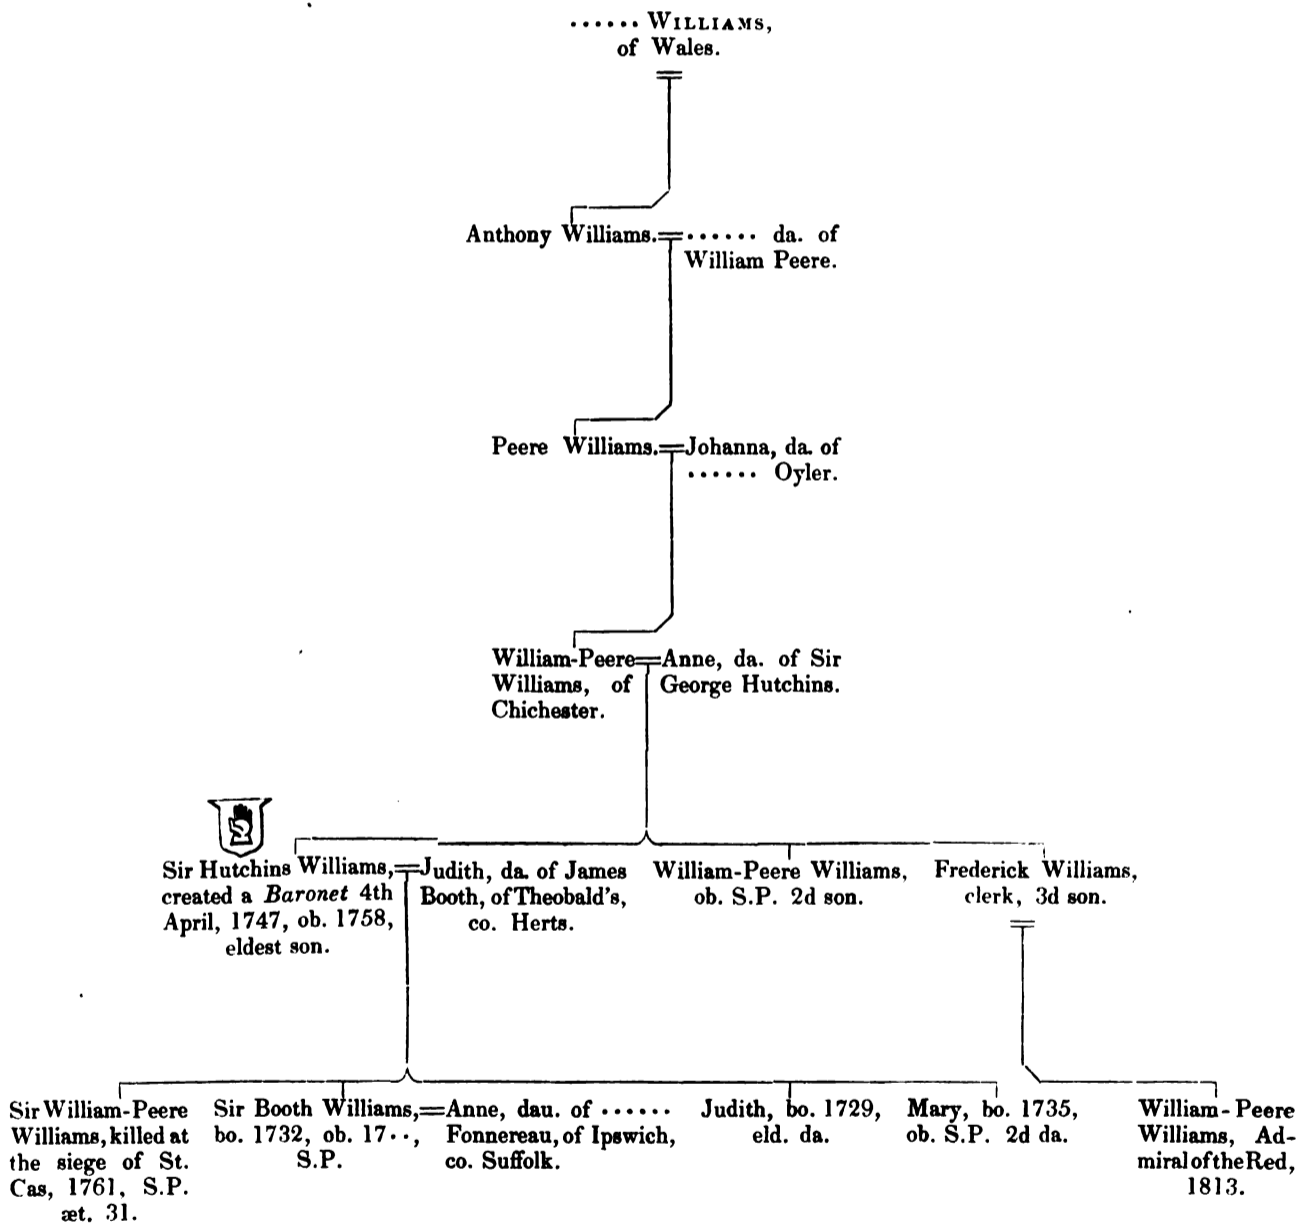 ...... WILLIAMS,
of Wales.
Anthony Williams.=...... da. of
William Peere.
Peere Williams.=Johanna, da. of
...... Oyler.
William-Peere=Anne, da. of Sir
Williams, of George Hutchins.
Chichester.
Sir Hutchins Williams,=
created a Baronet 4th
April, 1747, ob. 1758,
eldest son.
Judith, da. of James
Booth, of Theobald's,
co. Herts.
William-Peere Williams,
ob. S.P. 2d son.
Frederick Williams,
clerk, 3d son.
Sir William-Peere
Williams, killed at
the siege of St.
Cas, 1761, S.P.
æt. 31.
Sir Booth Williams,=
bo. 1732, ob. 17..,
S.P.
Anne, dau. of ......
Fonnereau, of Ipswich,
co. Suffolk.
Judith, bo. 1729,
eld. da.
Mary, bo. 1735,
ob. S.P. 2d da.
William-Peere
Williams, Ad-
miral of the Red,
1813.